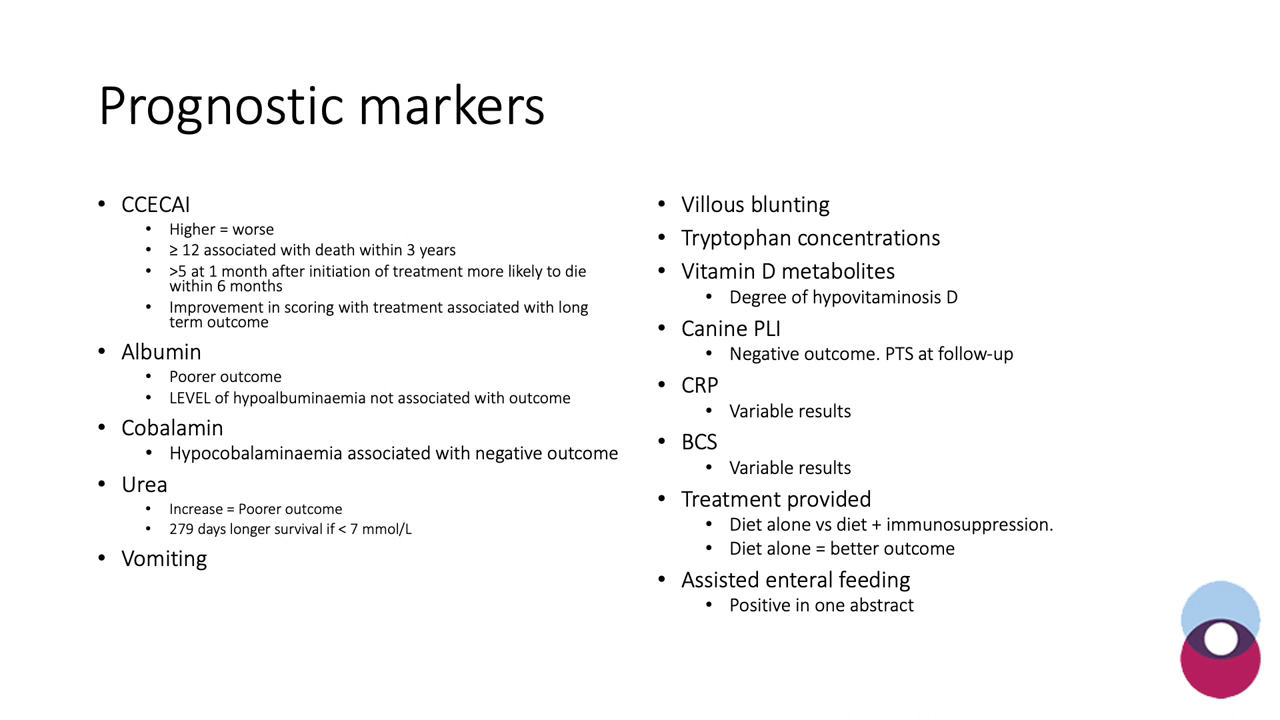 Prognostic markers
• CCECAI
• Higher = worse
• ≥ 12 associated with death within 3 years
• >5 at 1 month after initiation of treatment more likely to die
within 6 months
• Improvement in scoring with treatment associated with long
term outcome
• Albumin
• Poorer outcome
• LEVEL of hypoalbuminaemia not associated with outcome
• Cobalamin
• Hypocobalaminaemia associated with negative outcome
• Urea
• Increase = Poorer outcome
• 279 days longer survival if < 7 mmol/L
• Vomiting
• Villous blunting
• Tryptophan concentrations
• Vitamin D metabolites
• Degree of hypovitaminosis D
• Canine PLI
• Negative outcome. PTS at follow-up
• CRP
• Variable results
• BCS
• Variable results
• Treatment provided
• Diet alone vs diet + immunosuppression.
• Diet alone = better outcome
• Assisted enteral feeding
• Positive in one abstract